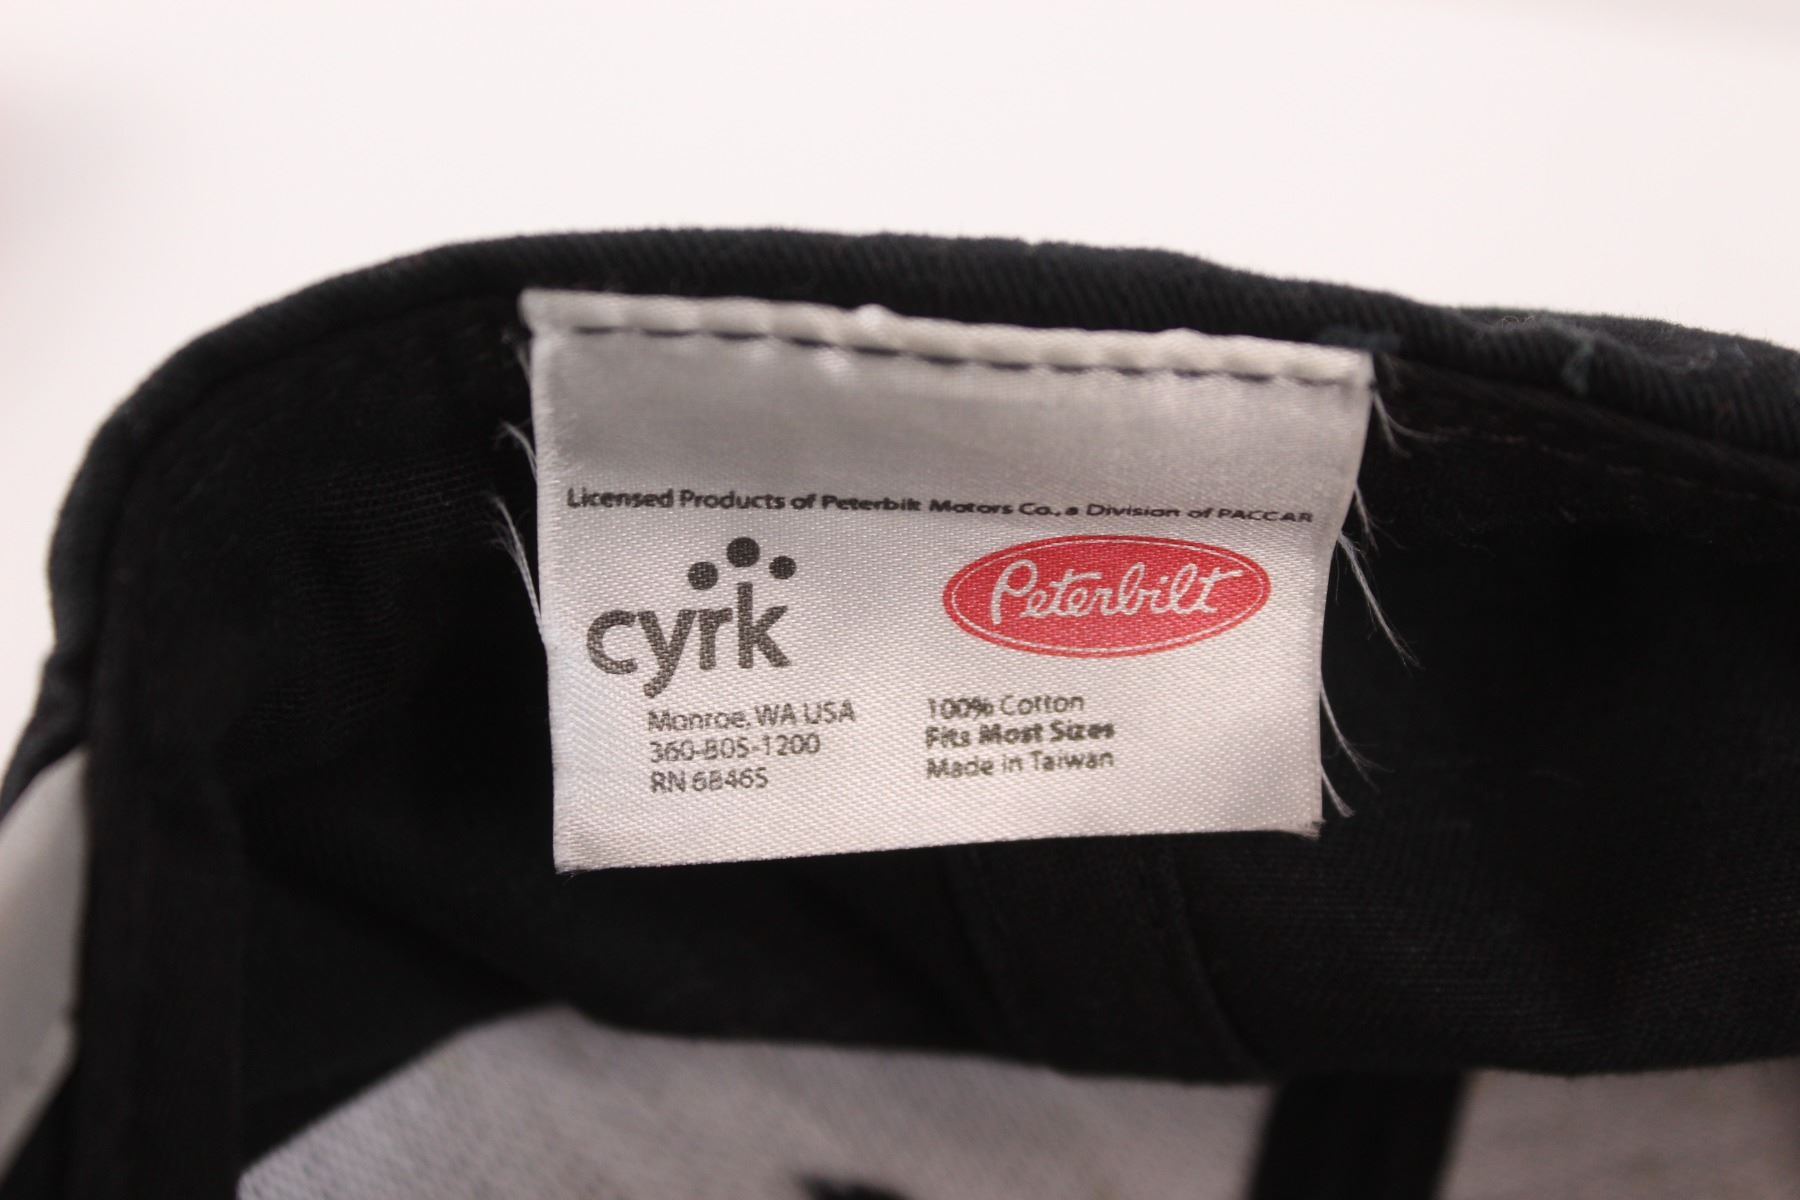 Licensed Products of Peterbilt Motors Co., a Division of PACCAR
cyrk
Peterbilt
Monroe, WA USA
360-805-1200
RN 68465
100% Cotton
Fits Most Sizes
Made in Taiwan